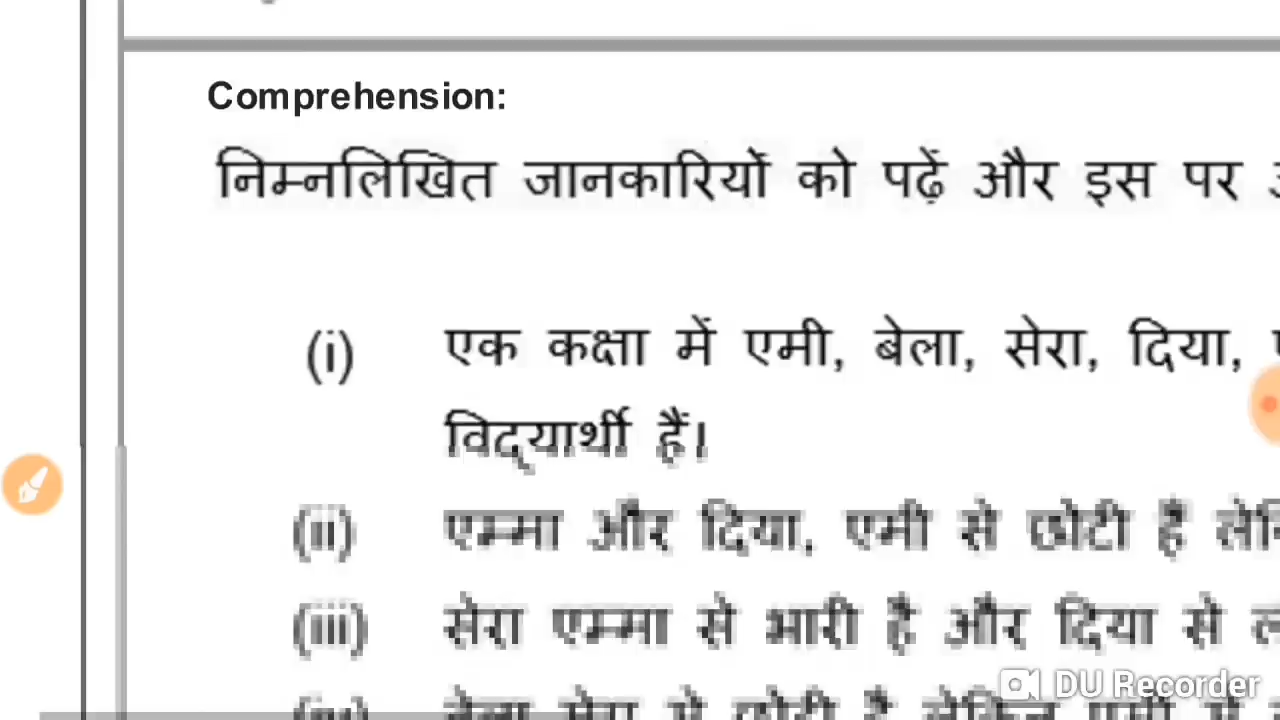 Comprehension:
निम्नलिखित जानकारियों को पढ़ें और इस पर
(i) एक कक्षा में एमी, बेला, सेरा, दिया,
विद्यार्थी हैं।
(ii) एम्मा और दिया, एमी से छोटी हैं
(iii) सेरा एम्मा से भारी है और दिया से
DU Recorder